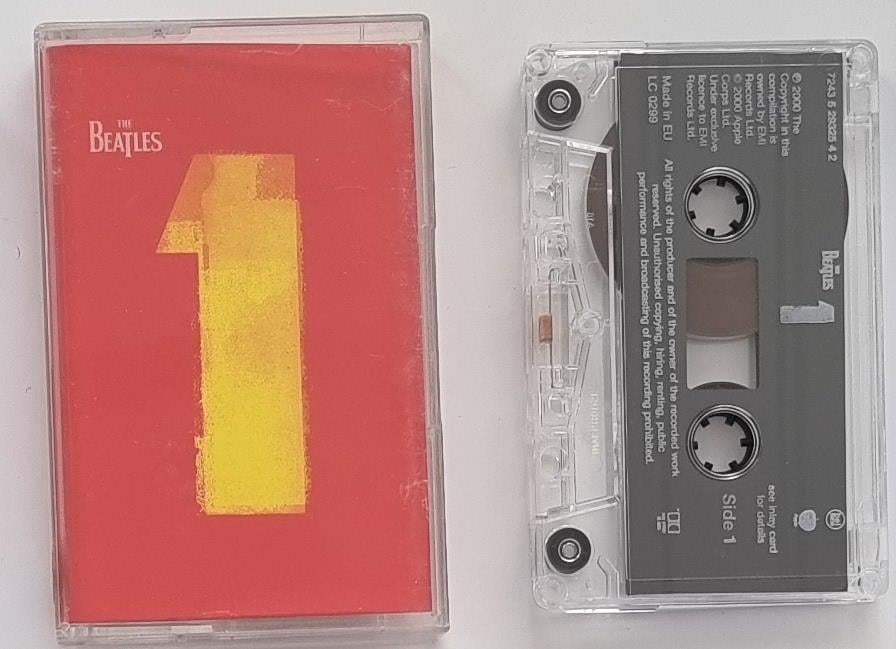 THE
BEATLES
1
7243 5 29325 4 2
℗ 2000 The
Copyright in this
compilation is
owned by EMI
Records Ltd.
© 2000 Apple
Corps Ltd.
Under exclusive
licence to EMI
Records Ltd.
Made in EU
LC 0299
All rights of the producer and of the owner of the recorded work
reserved. Unauthorised copying, hiring, renting, public
performance and broadcasting of this recording prohibited.
THE
BEATLES
1
see inlay card
for details
Side 1